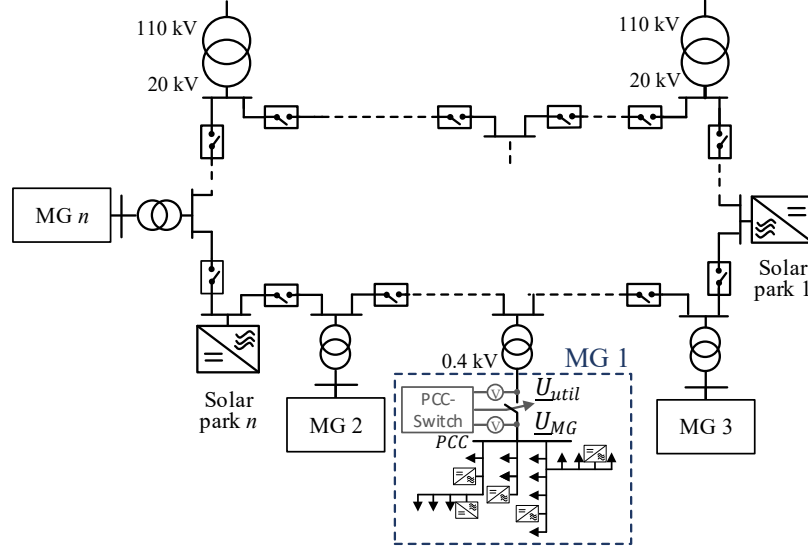 110 kV
110 kV
20 kV
20 kV
MG n
Solar
park 1
0.4 kV
MG 1
Solar
park n
MG 2
PCC-
Switch
V
V
U_util
U_MG
PCC
MG 3